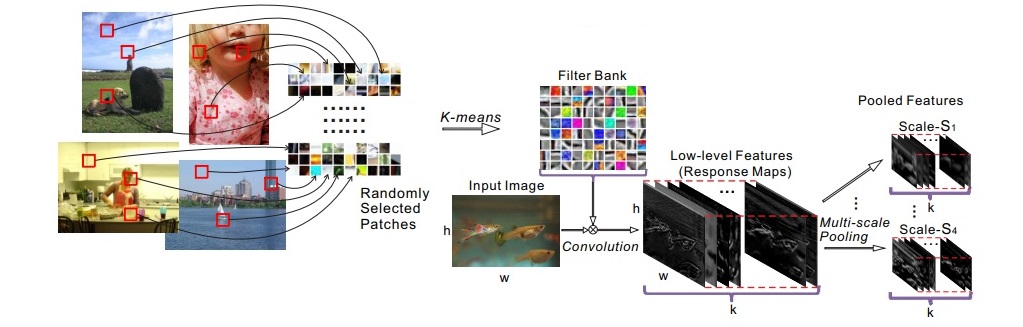 Randomly
Selected
Patches
K-means
Filter Bank
Input Image
h
w
Convolution
Low-level Features
(Response Maps)
h
w
k
Multi-scale
Pooling
Pooled Features
Scale-S1
k
Scale-S4
k